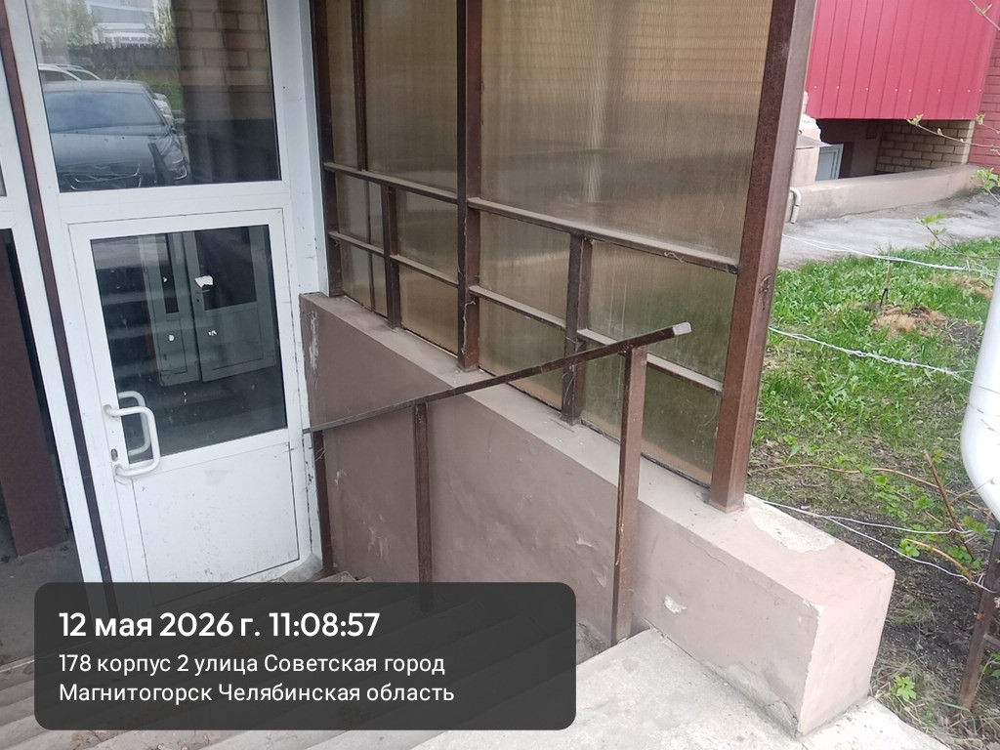 12 мая 2026 г. 11:08:57
178 корпус 2 улица Советская город
Магнитогорск Челябинская область